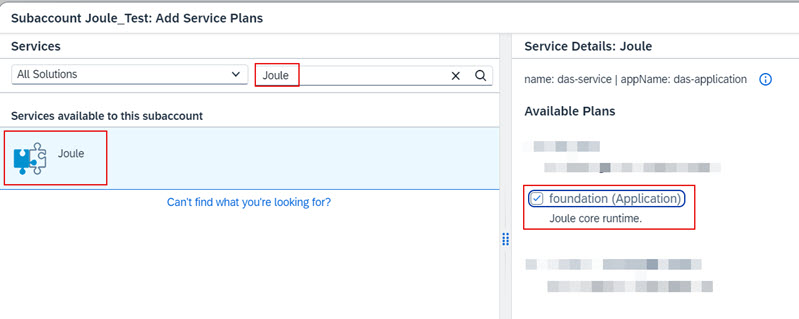 Subaccount Joule_Test: Add Service Plans
Services
All Solutions
Joule
Services available to this subaccount
Joule
Can't find what you're looking for?
Service Details: Joule
name: das-service | appName: das-application
Available Plans
foundation (Application)
Joule core runtime.